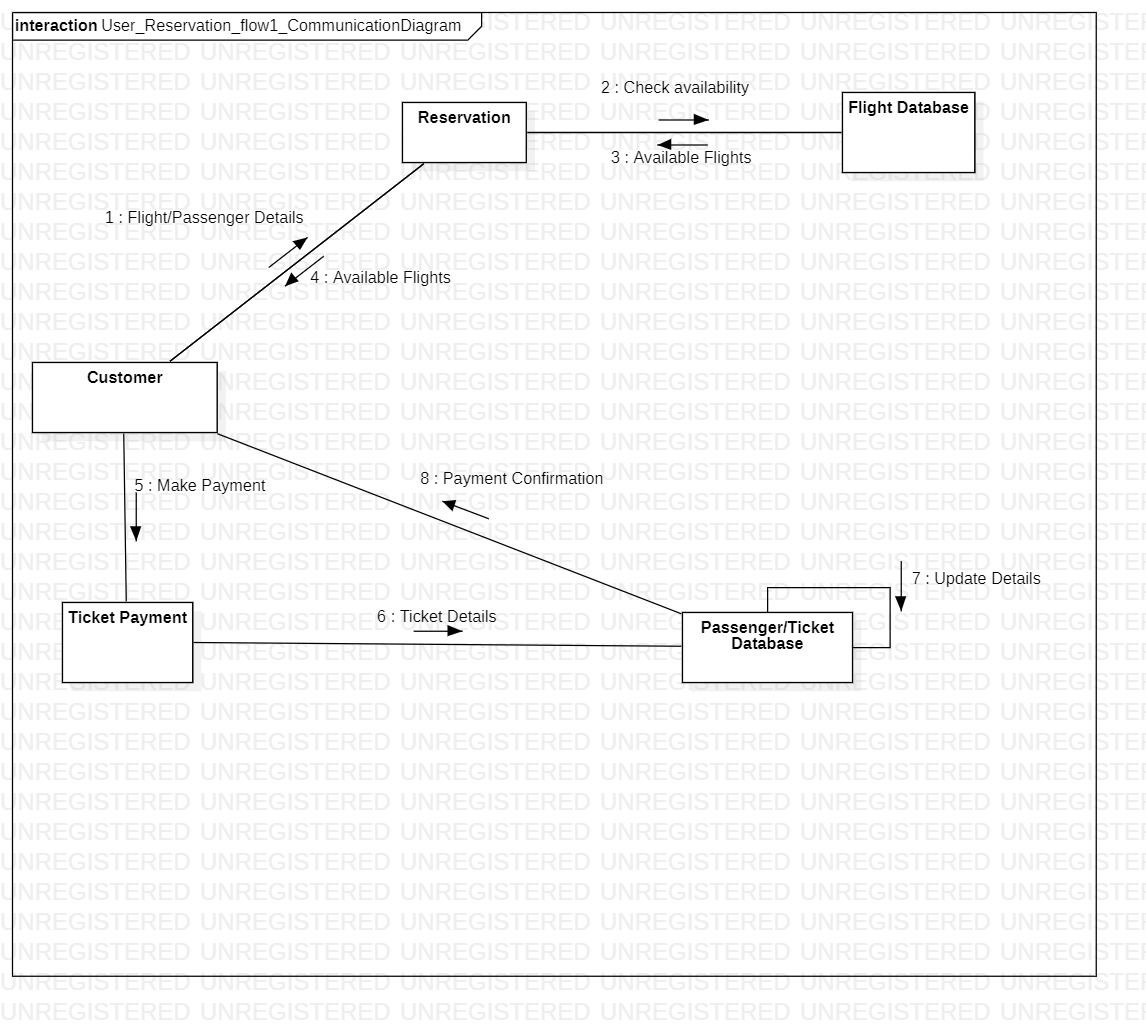 interaction User_Reservation_flow1_CommunicationDiagram
2 : Check availability
Reservation
Flight Database
3 : Available Flights
1 : Flight/Passenger Details
4 : Available Flights
Customer
5 : Make Payment
8 : Payment Confirmation
7 : Update Details
Ticket Payment
6 : Ticket Details
Passenger/Ticket
Database
UNREGISTERED